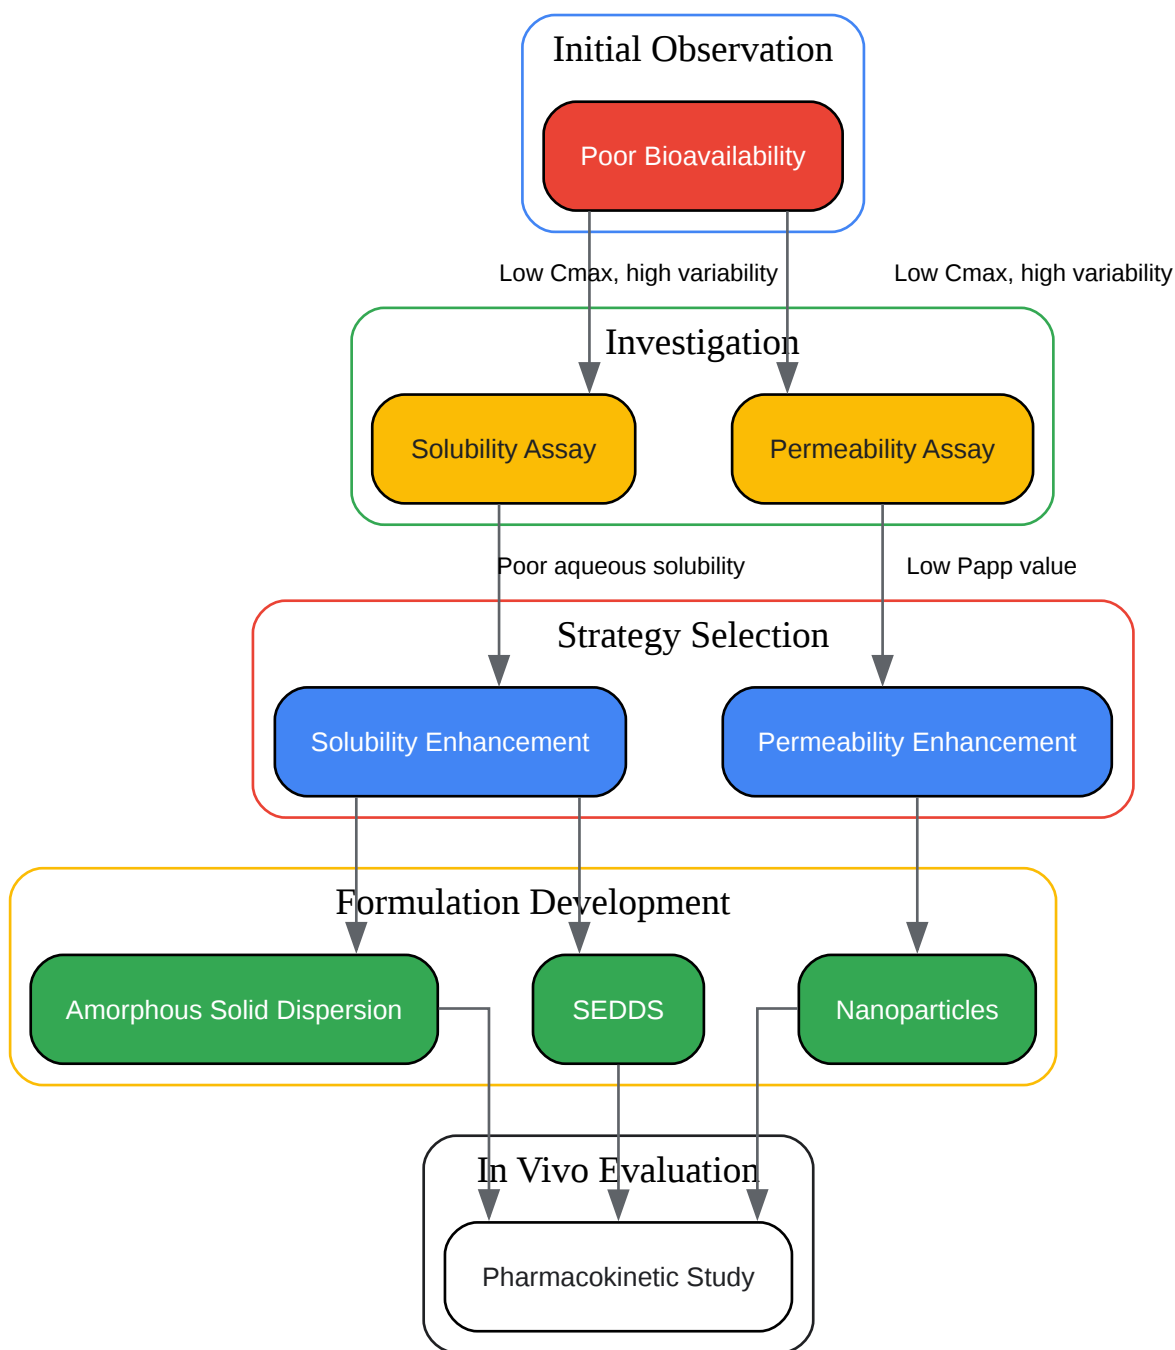 Initial Observation
Poor Bioavailability
Low Cmax, high variability
Low Cmax, high variability
Investigation
Solubility Assay
Permeability Assay
Poor aqueous solubility
Low Papp value
Strategy Selection
Solubility Enhancement
Permeability Enhancement
Formulation Development
Amorphous Solid Dispersion
SEDDS
Nanoparticles
In Vivo Evaluation
Pharmacokinetic Study